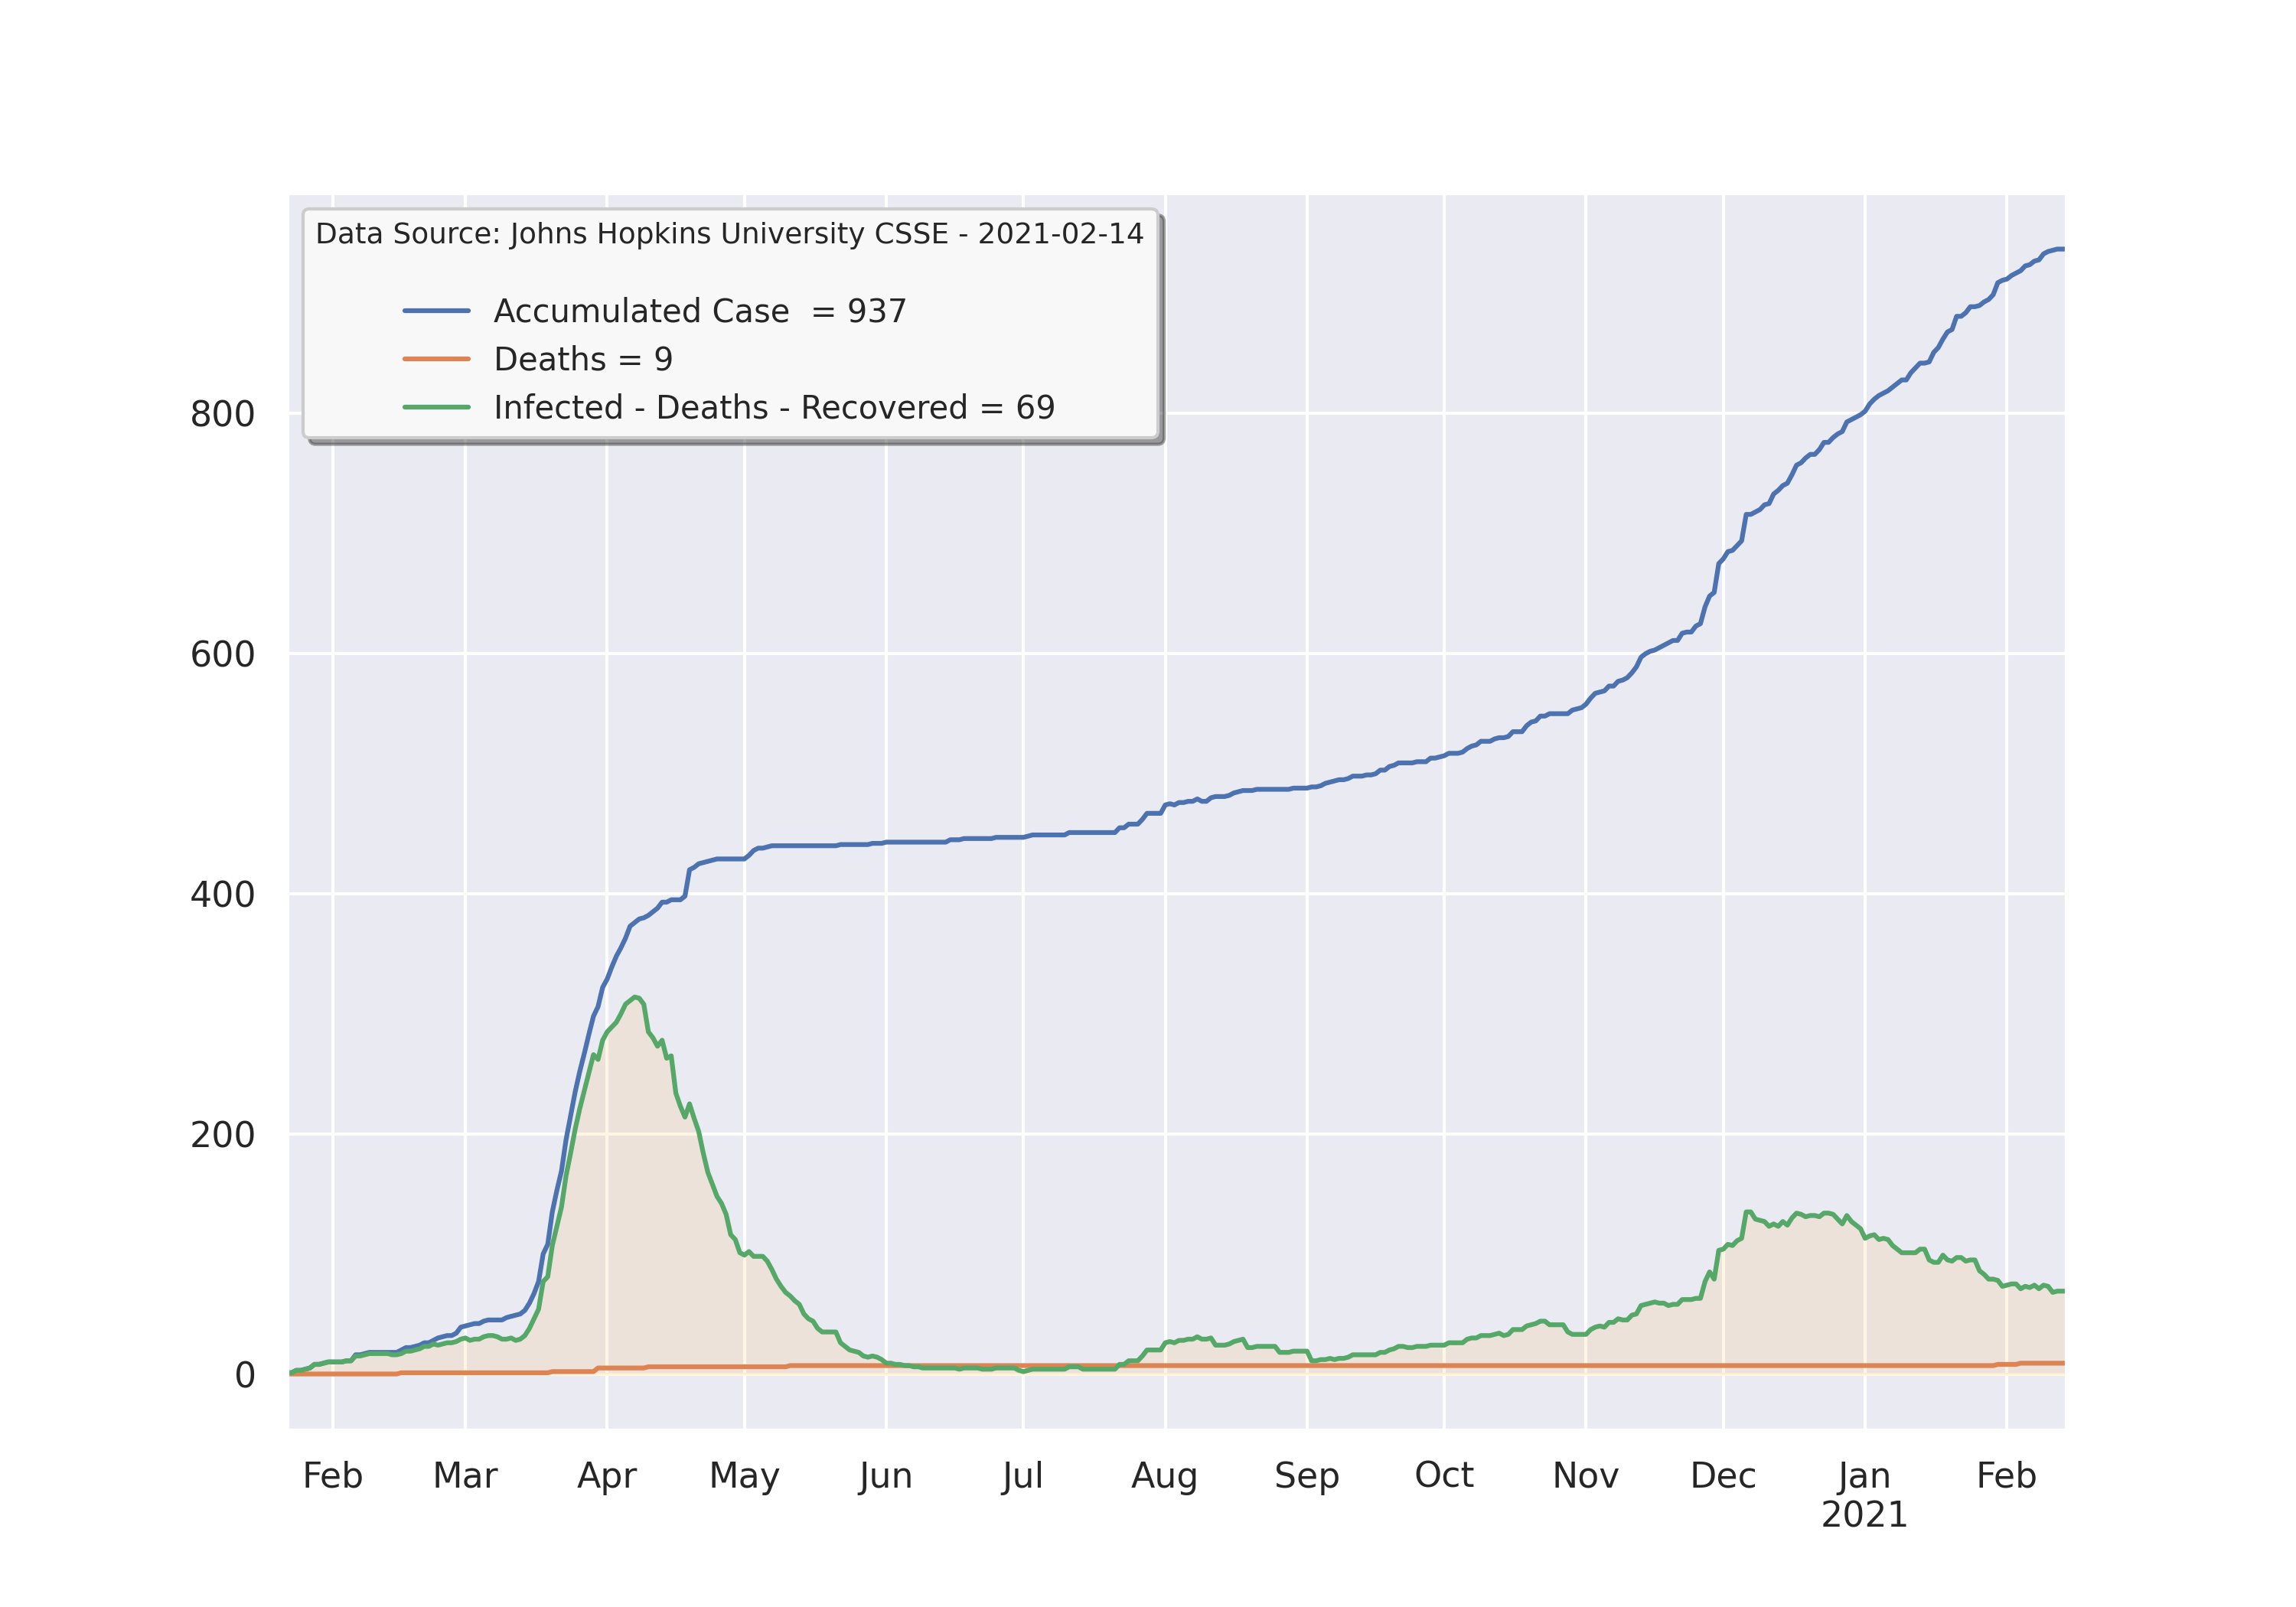 Data Source: Johns Hopkins University CSSE - 2021-02-14
Accumulated Case  = 937
Deaths = 9
Infected - Deaths - Recovered = 69
800
600
400
200
0
Feb Mar Apr May Jun Jul Aug Sep Oct Nov Dec Jan Feb
2021